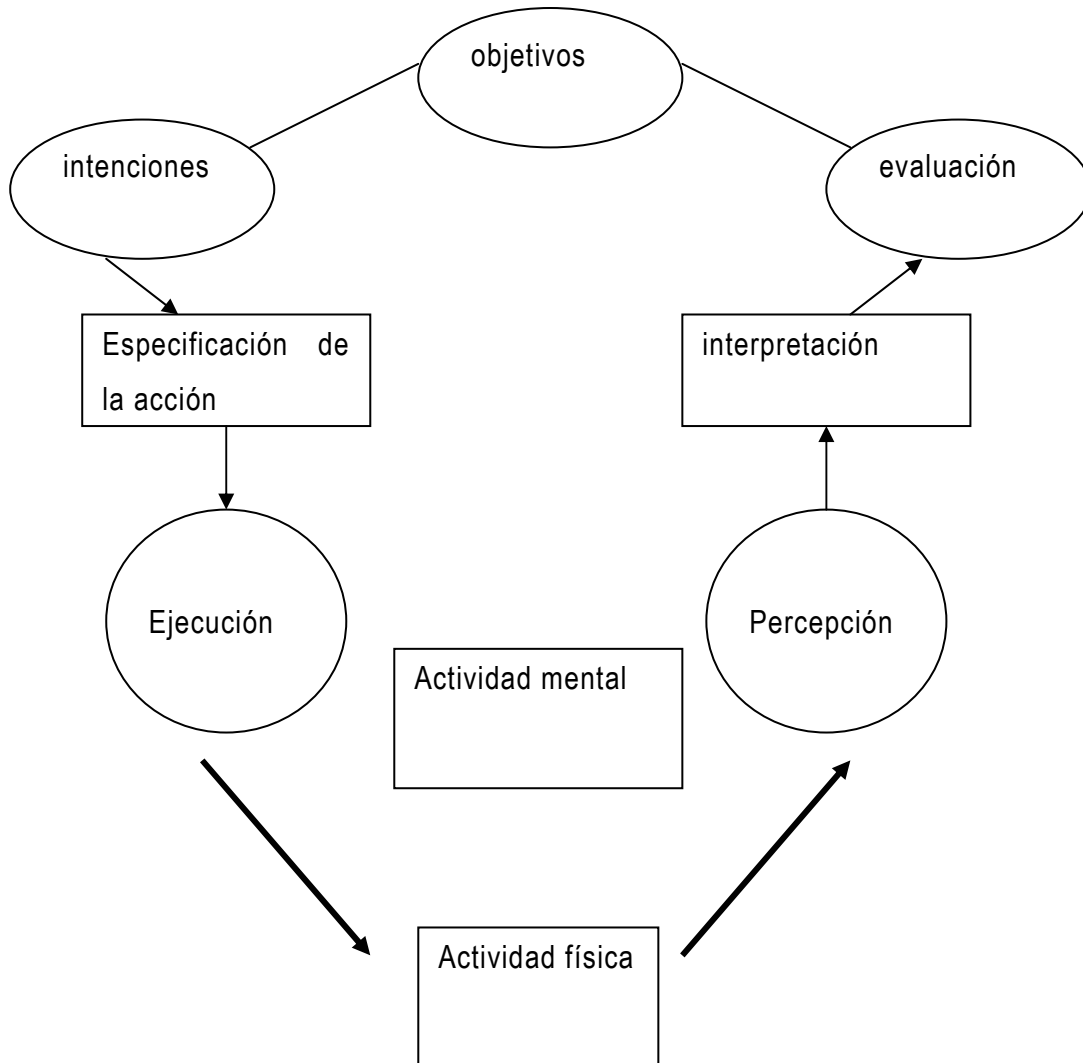 objetivos
intenciones
evaluación
Especificación de
la acción
interpretación
Ejecución
Percepción
Actividad mental
Actividad física